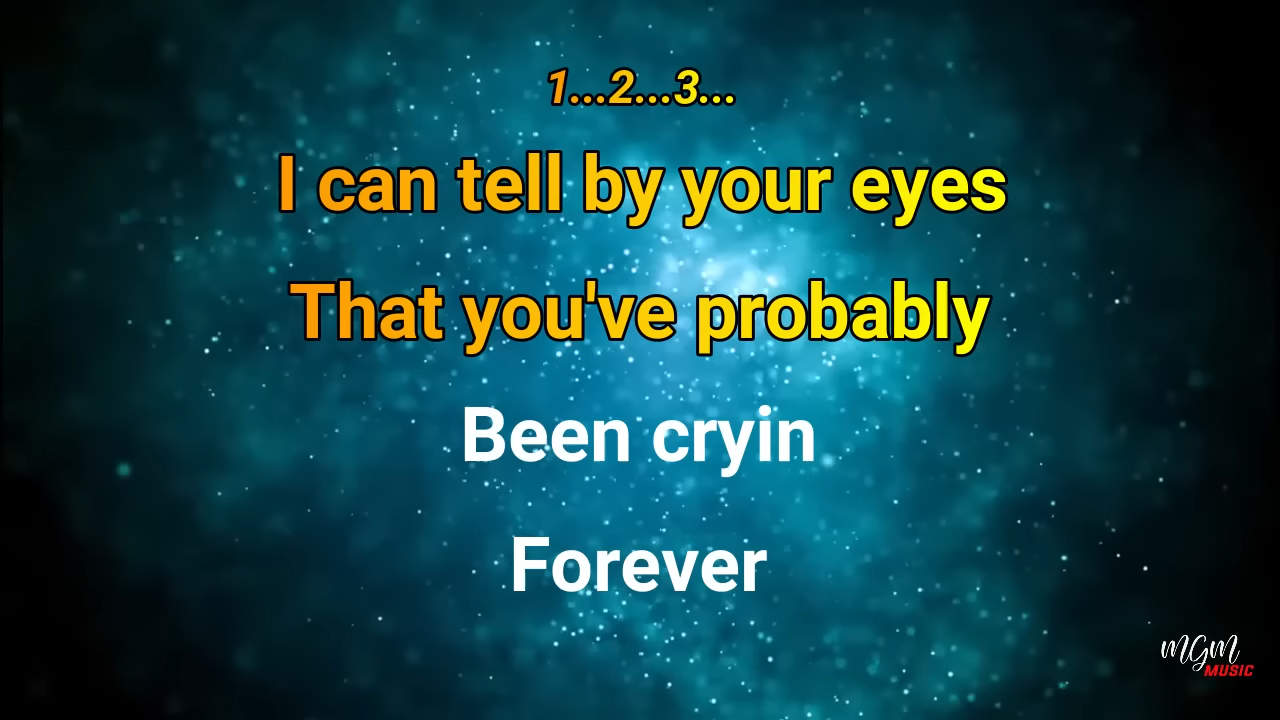 1...2...3...
I can tell by your eyes
That you've probably
Been cryin
Forever
MGM
MUSIC